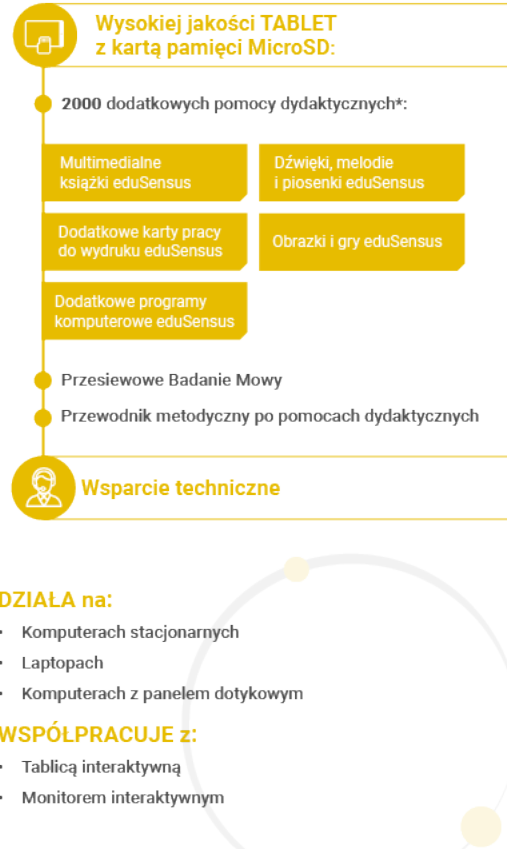 Wysokiej jakości TABLET
z kartą pamięci MicroSD:
2000 dodatkowych pomocy dydaktycznych*:
Multimedialne
książki eduSensus
Dźwięki, melodie
i piosenki eduSensus
Dodatkowe karty pracy
do wydruku eduSensus
Obrazki i gry eduSensus
Dodatkowe programy
komputerowe eduSensus
Przesiewowe Badanie Mowy
Przewodnik metodyczny po pomocach dydaktycznych
Wsparcie techniczne
DZIAŁA na:
• Komputerach stacjonarnych
• Laptopach
• Komputerach z panelem dotykowym
WSPÓŁPRACUJE z:
• Tablicą interaktywną
• Monitorem interaktywnym